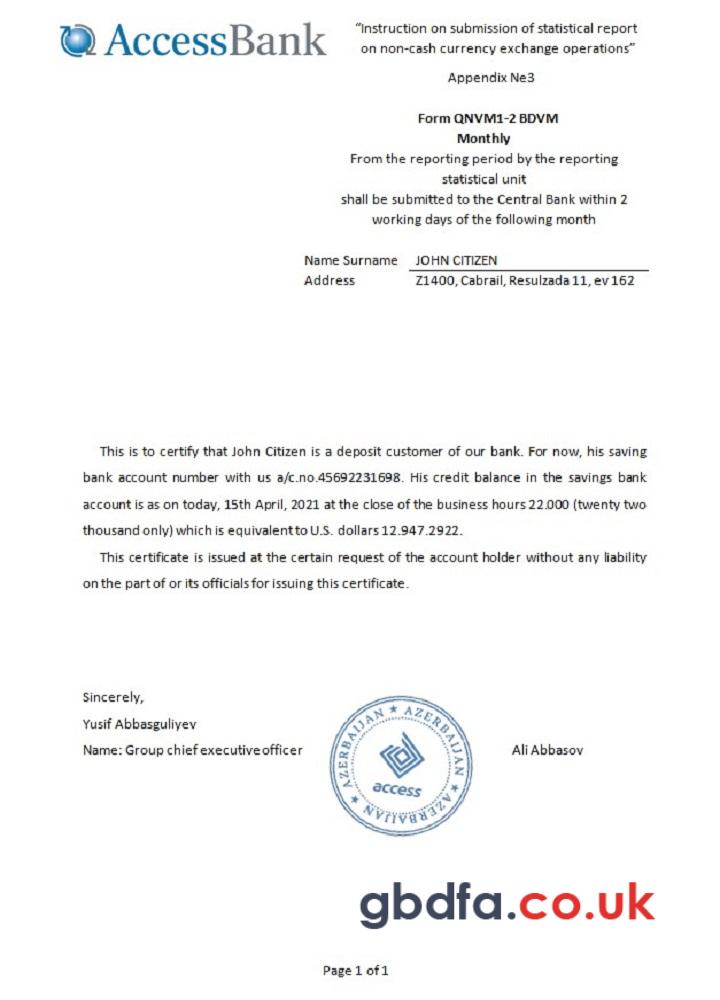 AccessBank
“Instruction on submission of statistical report
on non-cash currency exchange operations”
Appendix №3
Form QNVM1-2 BDVM
Monthly
From the reporting period by the reporting
statistical unit
shall be submitted to the Central Bank within 2
working days of the following month
Name Surname JOHN CITIZEN
Address Z1400, Cabrail, Resulzada 11, ev 162
This is to certify that John Citizen is a deposit customer of our bank. For now, his saving
bank account number with us a/c.no.45692231698. His credit balance in the savings bank
account is as on today, 15th April, 2021 at the close of the business hours 22.000 (twenty two
thousand only) which is equivalent to U.S. dollars 12.947.2922.
This certificate is issued at the certain request of the account holder without any liability
on the part of or its officials for issuing this certificate.
Sincerely,
Yusif Abbasguliyev
Name: Group chief executive officer
Ali Abbasov
AZERBAIJAN ★ AZERBAIJAN ★ AZERBAIJAN ★ AZERBAIJAN ★
access
gbdfa.co.uk
Page 1 of 1